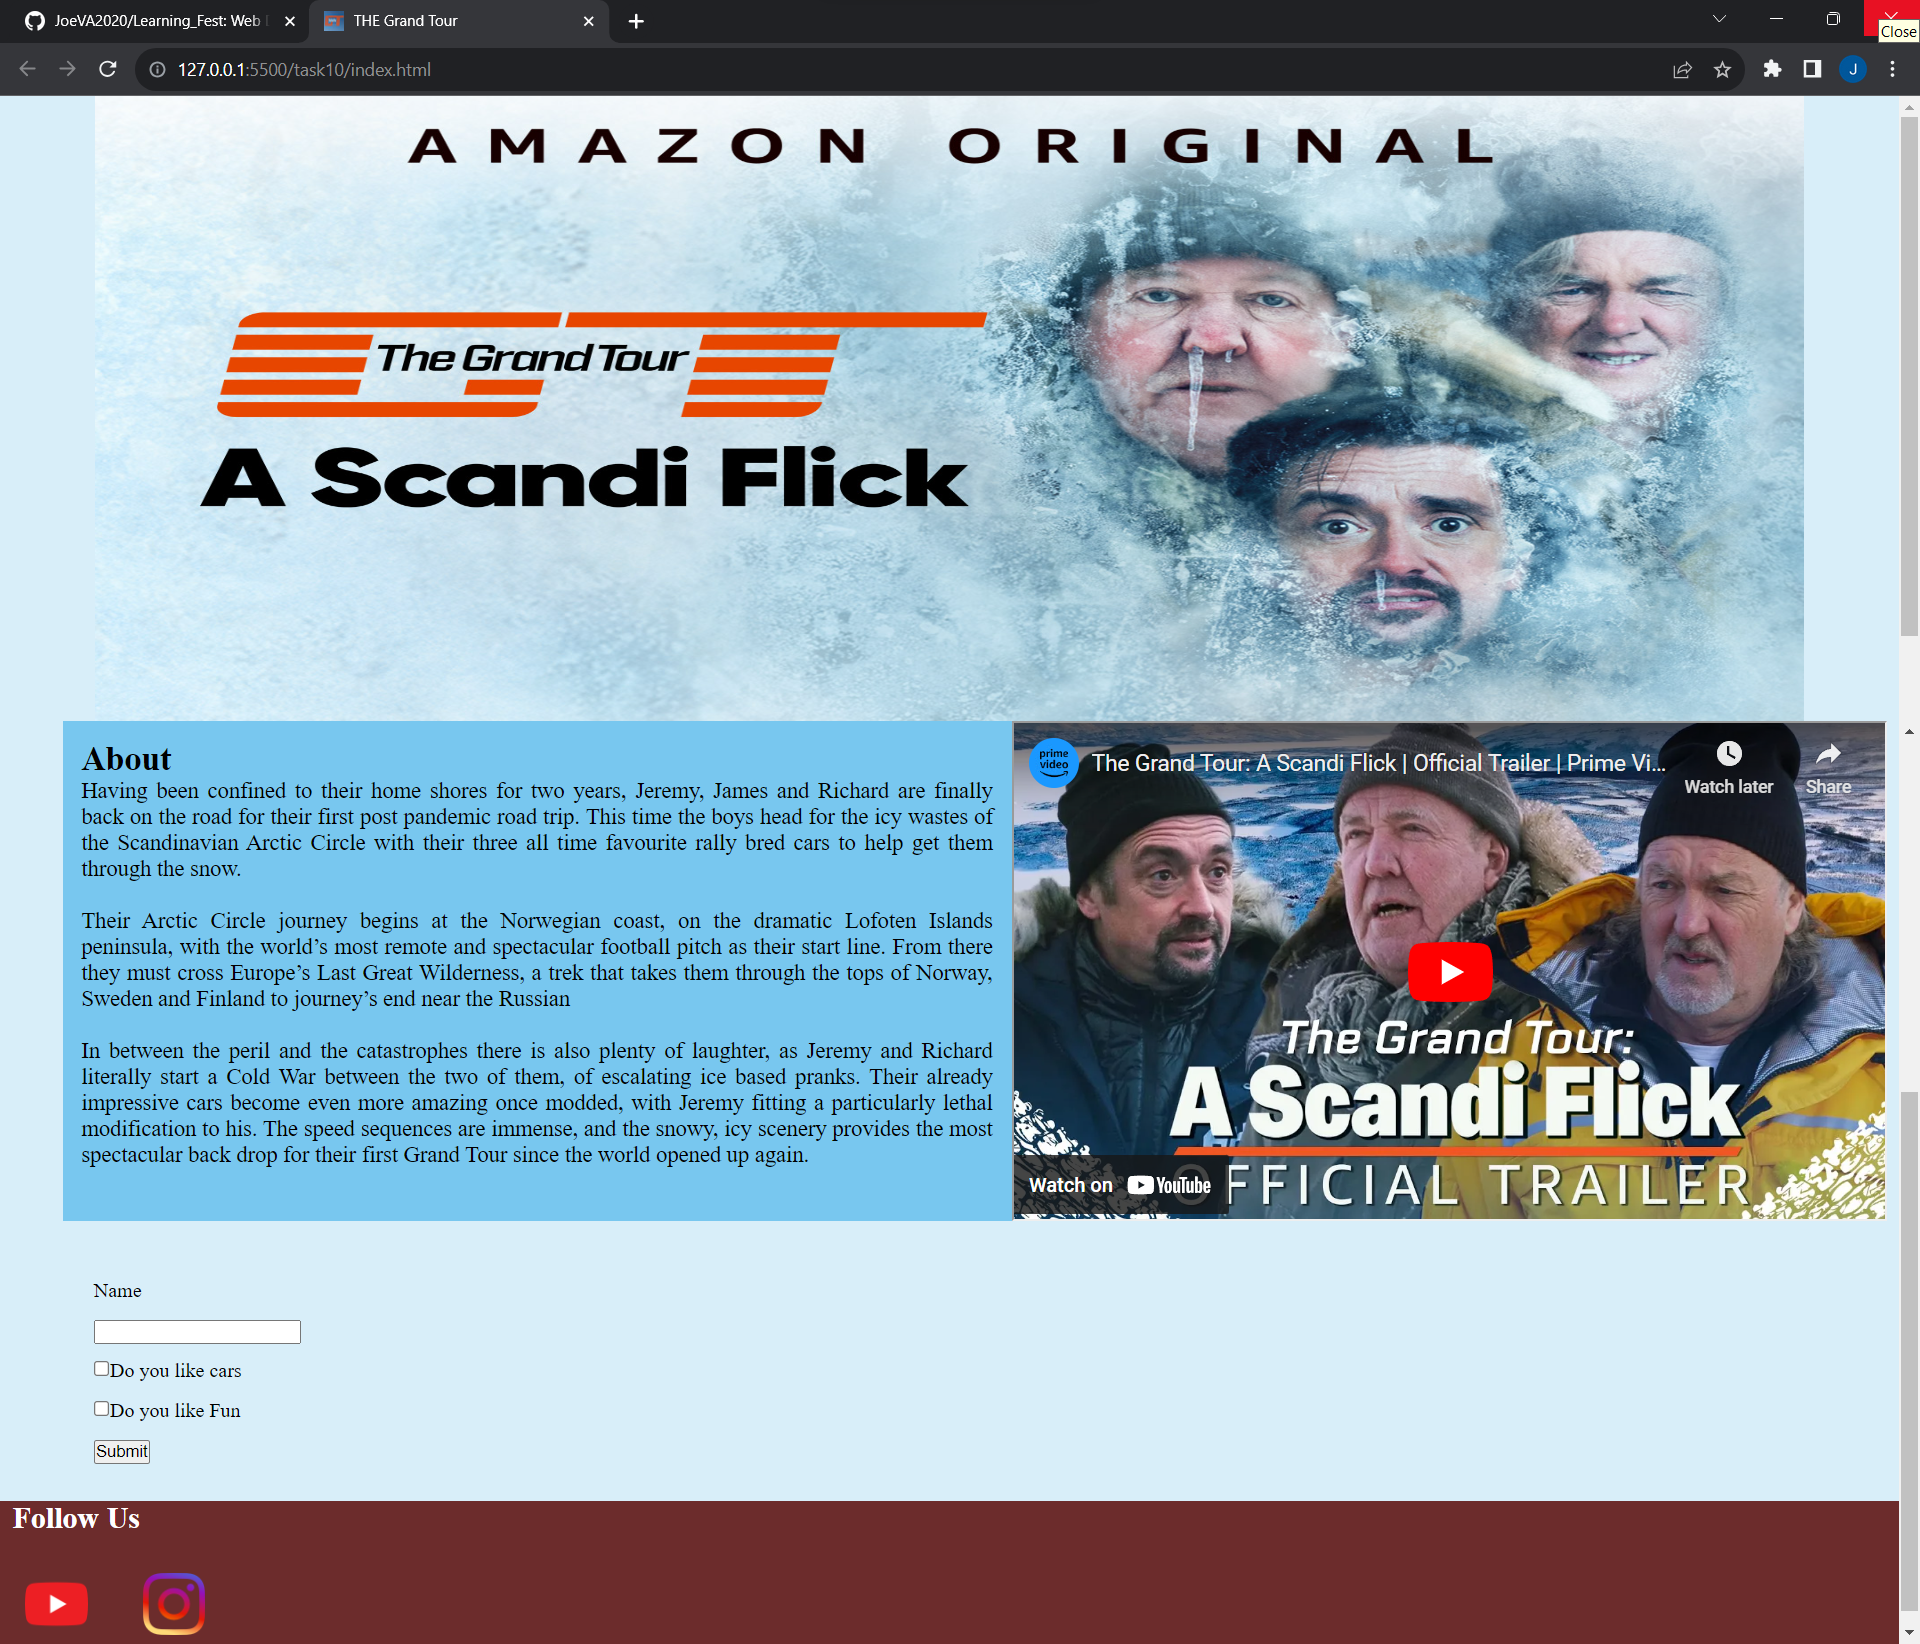 JoeVA2020/Learning_Fest: Web
THE Grand Tour
Close
127.0.0.1:5500/task10/index.html
J
AMAZON ORIGINAL
The Grand Tour
A Scandi Flick
About
Having been confined to their home shores for two years, Jeremy, James and Richard are finally
back on the road for their first post pandemic road trip. This time the boys head for the icy wastes of
the Scandinavian Arctic Circle with their three all time favourite rally bred cars to help get them
through the snow.
Their Arctic Circle journey begins at the Norwegian coast, on the dramatic Lofoten Islands
peninsula, with the world’s most remote and spectacular football pitch as their start line. From there
they must cross Europe’s Last Great Wilderness, a trek that takes them through the tops of Norway,
Sweden and Finland to journey’s end near the Russian
In between the peril and the catastrophes there is also plenty of laughter, as Jeremy and Richard
literally start a Cold War between the two of them, of escalating ice based pranks. Their already
impressive cars become even more amazing once modded, with Jeremy fitting a particularly lethal
modification to his. The speed sequences are immense, and the snowy, icy scenery provides the most
spectacular back drop for their first Grand Tour since the world opened up again.
prime
video
The Grand Tour: A Scandi Flick | Official Trailer | Prime Vi...
Watch later
Share
The Grand Tour:
A Scandi Flick
OFFICIAL TRAILER
Watch on YouTube
Name
Do you like cars
Do you like Fun
Submit
Follow Us